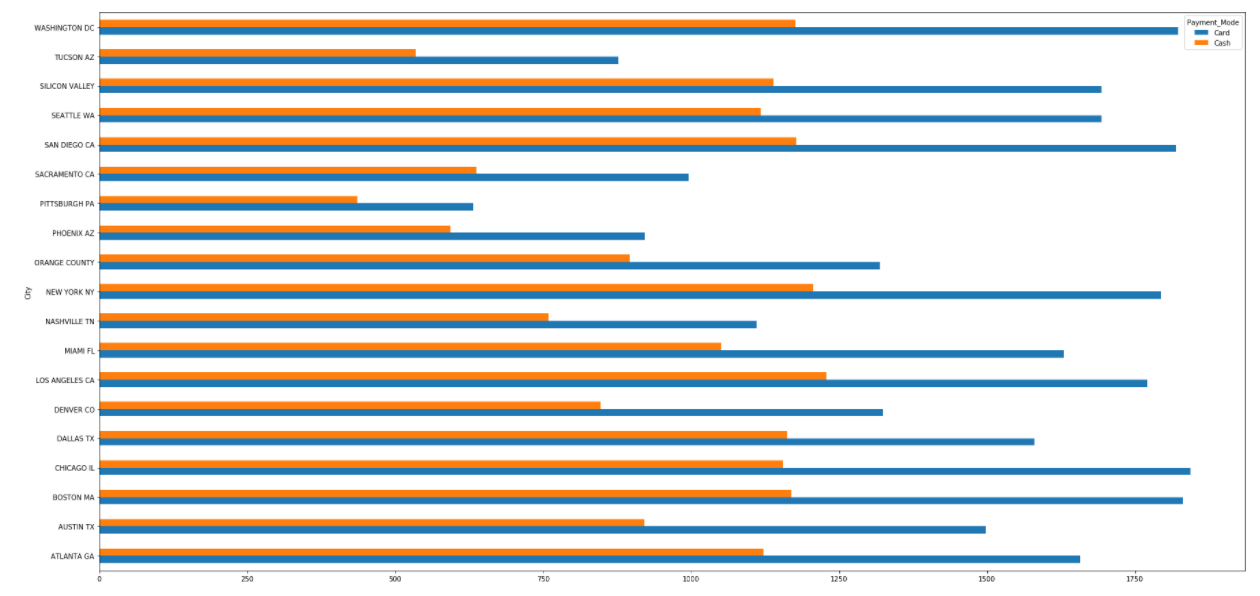 WASHINGTON DC
TUCSON AZ
SILICON VALLEY
SEATTLE WA
SAN DIEGO CA
SACRAMENTO CA
PITTSBURGH PA
PHOENIX AZ
ORANGE COUNTY
NEW YORK NY
NASHVILLE TN
MIAMI FL
LOS ANGELES CA
DENVER CO
DALLAS TX
CHICAGO IL
BOSTON MA
AUSTIN TX
ATLANTA GA
City
Payment_Mode
Card
Cash
0 250 500 750 1000 1250 1500 1750